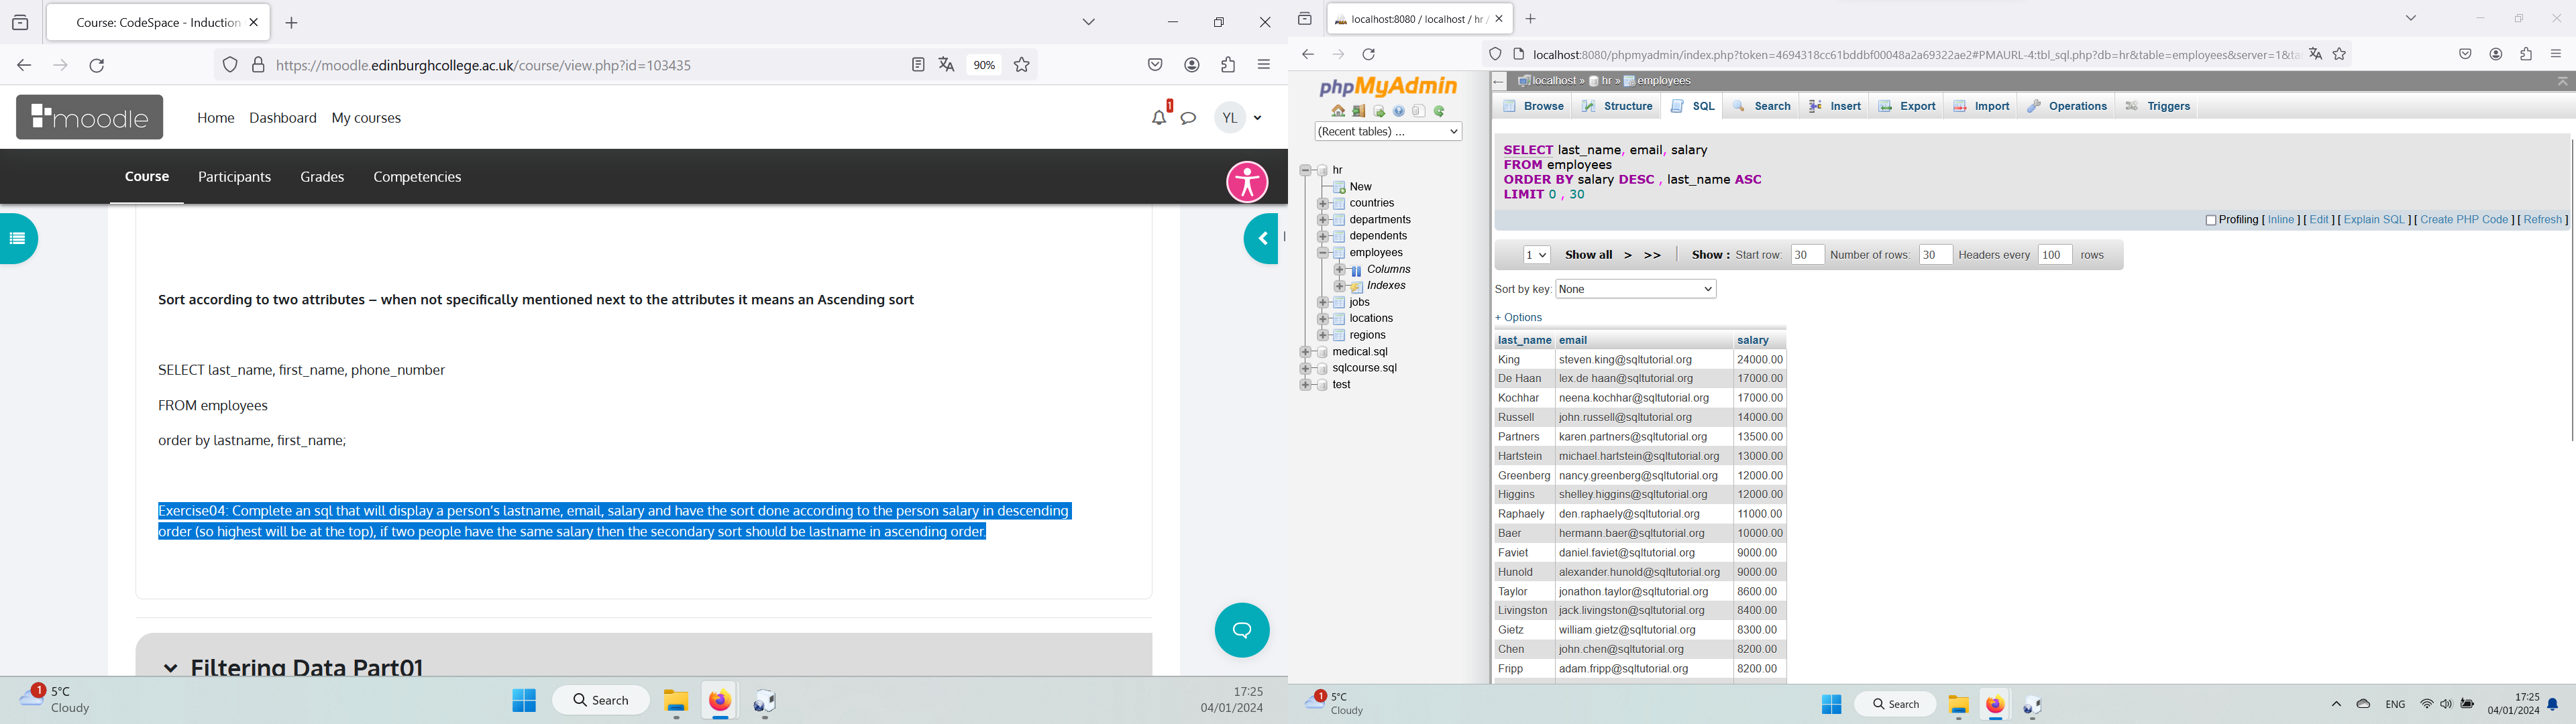 Course: CodeSpace - Induction
https://moodle.edinburghcollege.ac.uk/course/view.php?id=103435
90%
moodle
Home
Dashboard
My courses
1
YL
Course
Participants
Grades
Competencies
Sort according to two attributes – when not specifically mentioned next to the attributes it means an Ascending sort
SELECT last_name, first_name, phone_number
FROM employees
order by lastname, first_name;
Exercise04: Complete an sql that will display a person's lastname, email, salary and have the sort done according to the person salary in descending
order (so highest will be at the top), if two people have the same salary then the secondary sort should be lastname in ascending order.
Filtering Data Part01
1
5°C
Cloudy
Search
17:25
04/01/2024
localhost:8080 / localhost / hr /
localhost:8080/phpmyadmin/index.php?token=4694318cc61bddbf00048a2a69322ae2#PMAURL-4:tbl_sql.php?db=hr&table=employees&server=1&ta
phpMyAdmin
(Recent tables) ...
hr
New
countries
departments
dependents
employees
Columns
Indexes
jobs
locations
regions
medical.sql
sqlcourse.sql
test
localhost » hr » employees
Browse
Structure
SQL
Search
Insert
Export
Import
Operations
Triggers
SELECT last_name, email, salary
FROM employees
ORDER BY salary DESC , last_name ASC
LIMIT 0 , 30
Profiling [ Inline ] [ Edit ] [ Explain SQL ] [ Create PHP Code ] [ Refresh ]
1 Show all > >> Show : Start row: 30 Number of rows: 30 Headers every 100 rows
Sort by key: None
+ Options
last_name email salary
King steven.king@sqltutorial.org 24000.00
De Haan lex.de haan@sqltutorial.org 17000.00
Kochhar neena.kochhar@sqltutorial.org 17000.00
Russell john.russell@sqltutorial.org 14000.00
Partners karen.partners@sqltutorial.org 13500.00
Hartstein michael.hartstein@sqltutorial.org 13000.00
Greenberg nancy.greenberg@sqltutorial.org 12000.00
Higgins shelley.higgins@sqltutorial.org 12000.00
Raphaely den.raphaely@sqltutorial.org 11000.00
Baer hermann.baer@sqltutorial.org 10000.00
Faviet daniel.faviet@sqltutorial.org 9000.00
Hunold alexander.hunold@sqltutorial.org 9000.00
Taylor jonathon.taylor@sqltutorial.org 8600.00
Livingston jack.livingston@sqltutorial.org 8400.00
Gietz william.gietz@sqltutorial.org 8300.00
Chen john.chen@sqltutorial.org 8200.00
Fripp adam.fripp@sqltutorial.org 8200.00
1
5°C
Cloudy
Search
ENG
17:25
04/01/2024